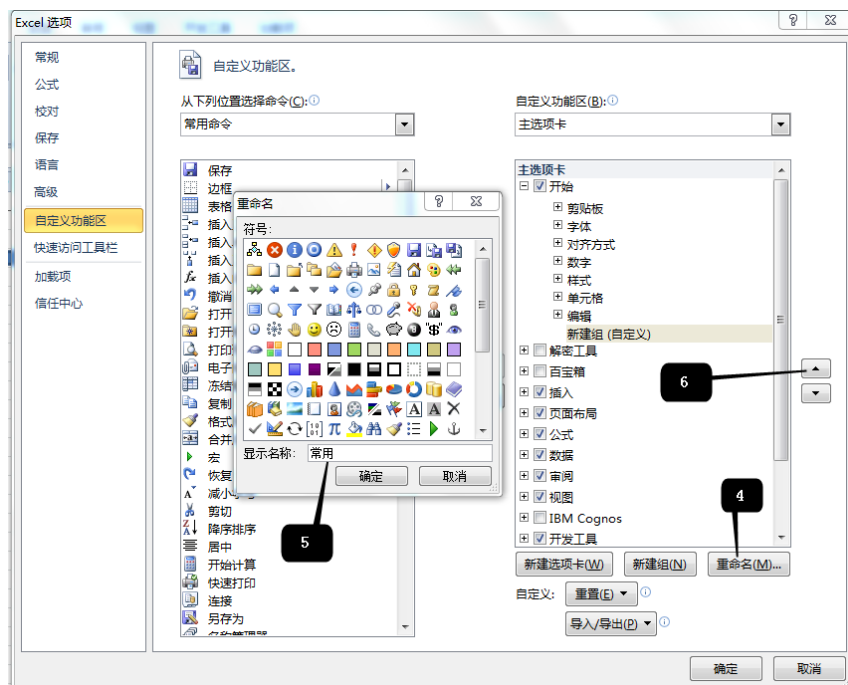 Excel 选项
常规
公式
校对
保存
语言
高级
自定义功能区
快速访问工具栏
加载项
信任中心
自定义功能区。
从下列位置选择命令(C):
常用命令
保存
边框
表格
插入
插入
插入
插入
撤消
打开
打开
打印
电子
冻结
复制
格式
合并
宏
恢复
减小字号
剪切
降序排序
居中
开始计算
快速打印
连接
另存为
名称管理器
重命名
符号:
显示名称: 常用
确定 取消
5
自定义功能区(B):
主选项卡
主选项卡
开始
剪贴板
字体
对齐方式
数字
样式
单元格
编辑
新建组 (自定义)
解密工具
百宝箱
插入
页面布局
公式
数据
审阅
视图
IBM Cognos
开发工具
6
4
新建选项卡(W) 新建组(N) 重命名(M)...
自定义: 重置(E)
导入/导出(P)
确定 取消